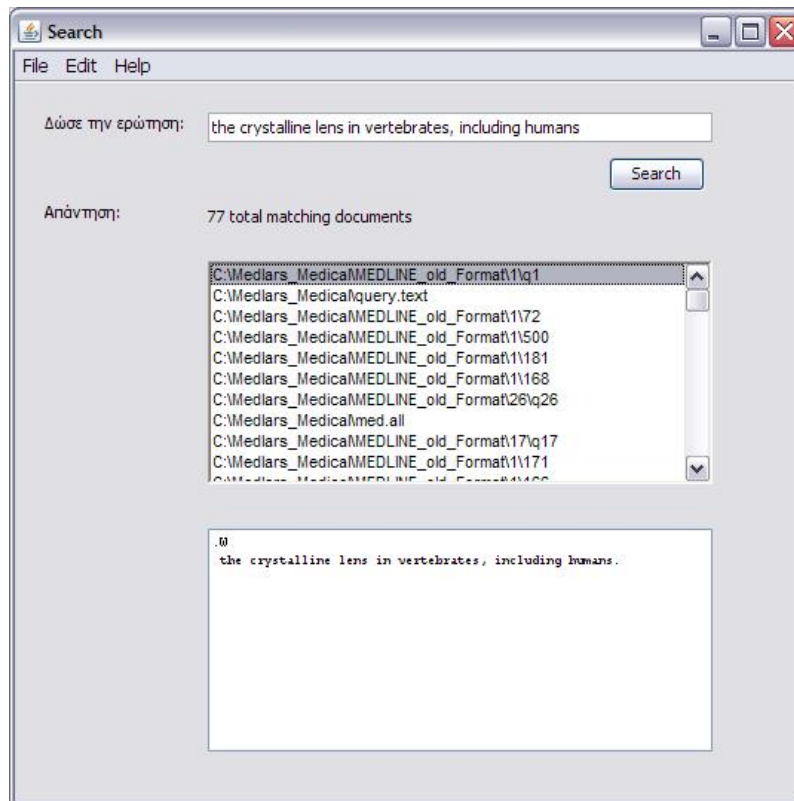 Search
File Edit Help
Δώσε την ερώτηση: the crystalline lens in vertebrates, including humans
Search
Απάντηση: 77 total matching documents
C:\Medlars_Medical\MEDLINE_old_Format\1\q1
C:\Medlars_Medical\query.text
C:\Medlars_Medical\MEDLINE_old_Format\1\72
C:\Medlars_Medical\MEDLINE_old_Format\1\500
C:\Medlars_Medical\MEDLINE_old_Format\1\181
C:\Medlars_Medical\MEDLINE_old_Format\1\168
C:\Medlars_Medical\MEDLINE_old_Format\26\q26
C:\Medlars_Medical\med.all
C:\Medlars_Medical\MEDLINE_old_Format\17\q17
C:\Medlars_Medical\MEDLINE_old_Format\1\171
.W
the crystalline lens in vertebrates, including humans.